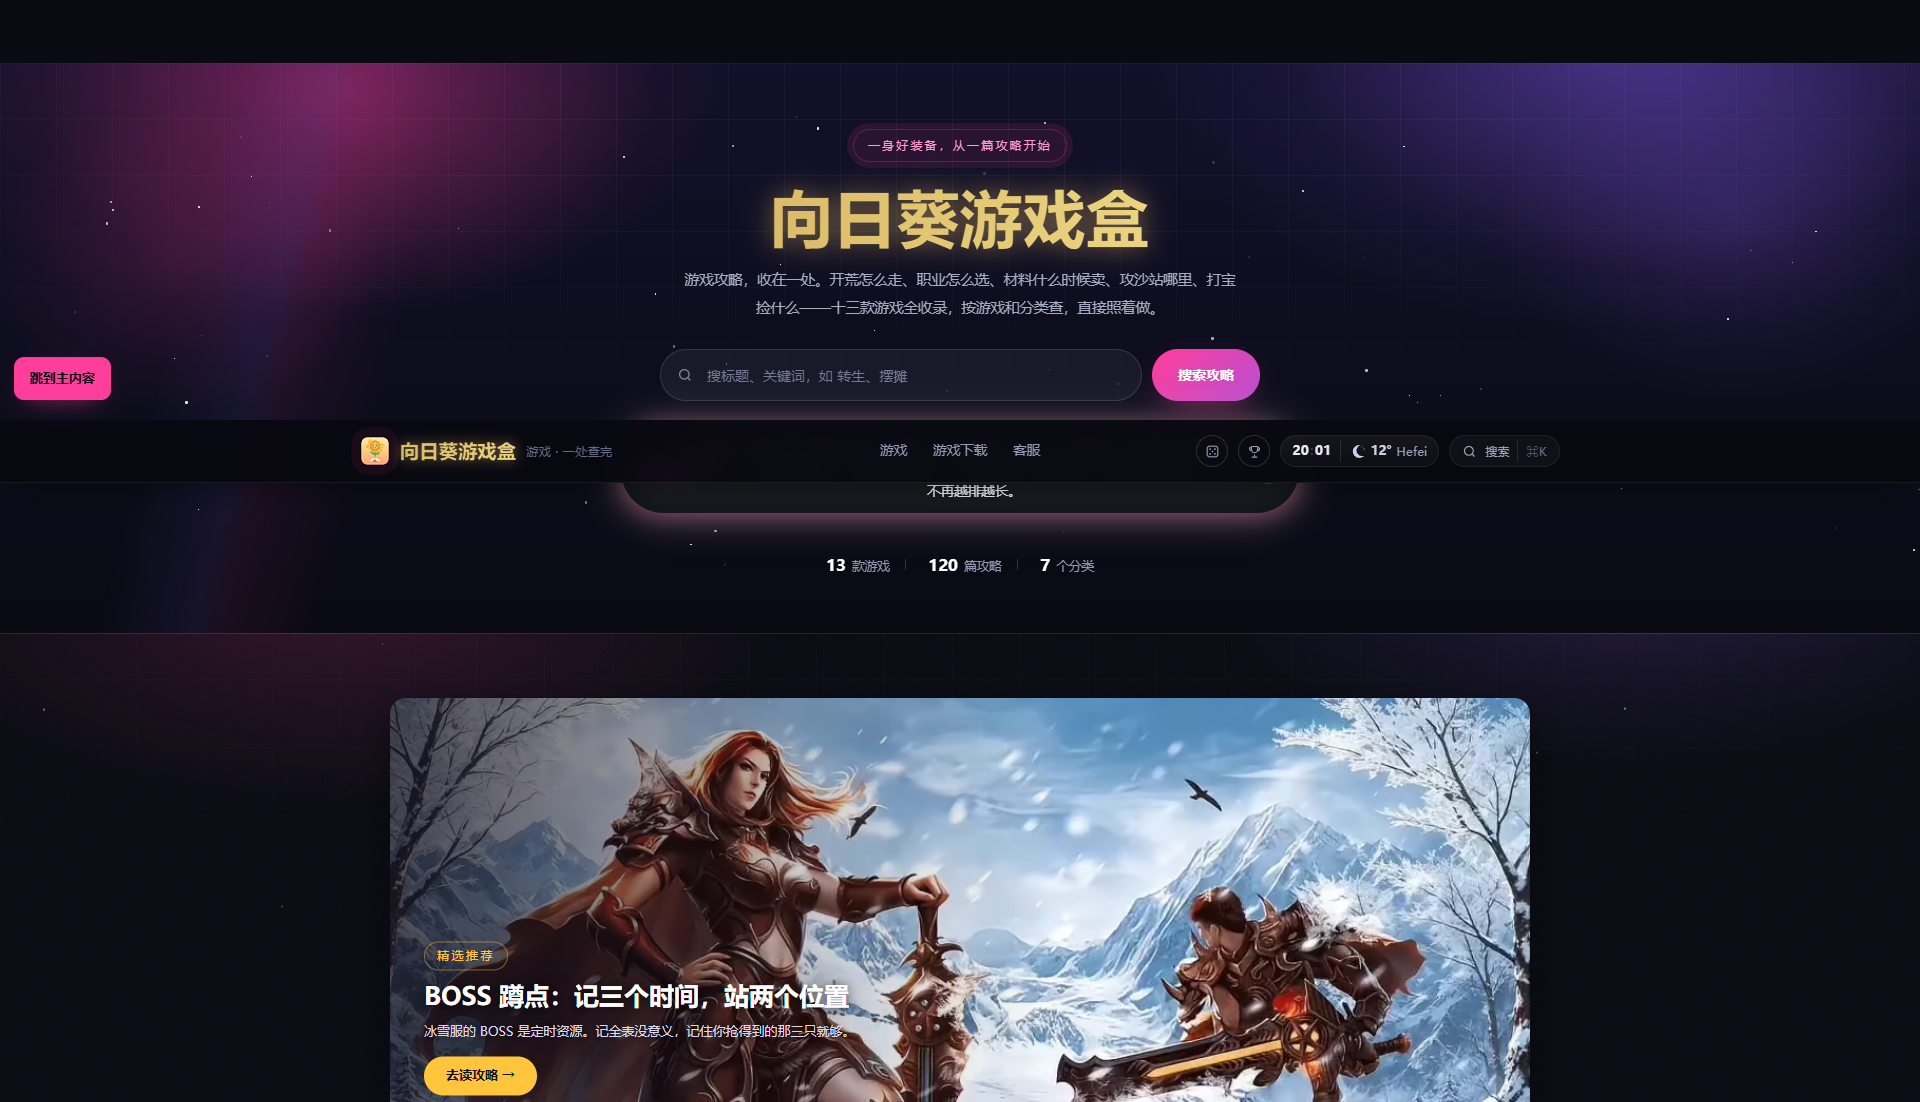 一身好装备，从一篇攻略开始
向日葵游戏盒
游戏攻略，收在一处。开荒怎么走、职业怎么选、材料什么时候卖、攻沙站哪里、打宝
捡什么——十三款游戏全收录，按游戏和分类查，直接照着做。
跳到主内容
搜标题、关键词，如 转生、摆摊
搜索攻略
向日葵游戏盒 游戏 · 一处查完
游戏 游戏下载 客服
20:01 12° Hefei 搜索 ⌘K
不再越排越长。
13 款游戏 120 篇攻略 7 个分类
精选推荐
BOSS 蹲点：记三个时间，站两个位置
冰雪服的 BOSS 是定时资源。记全表没意义，记住你抢得到的那三只就够。
去读攻略 →